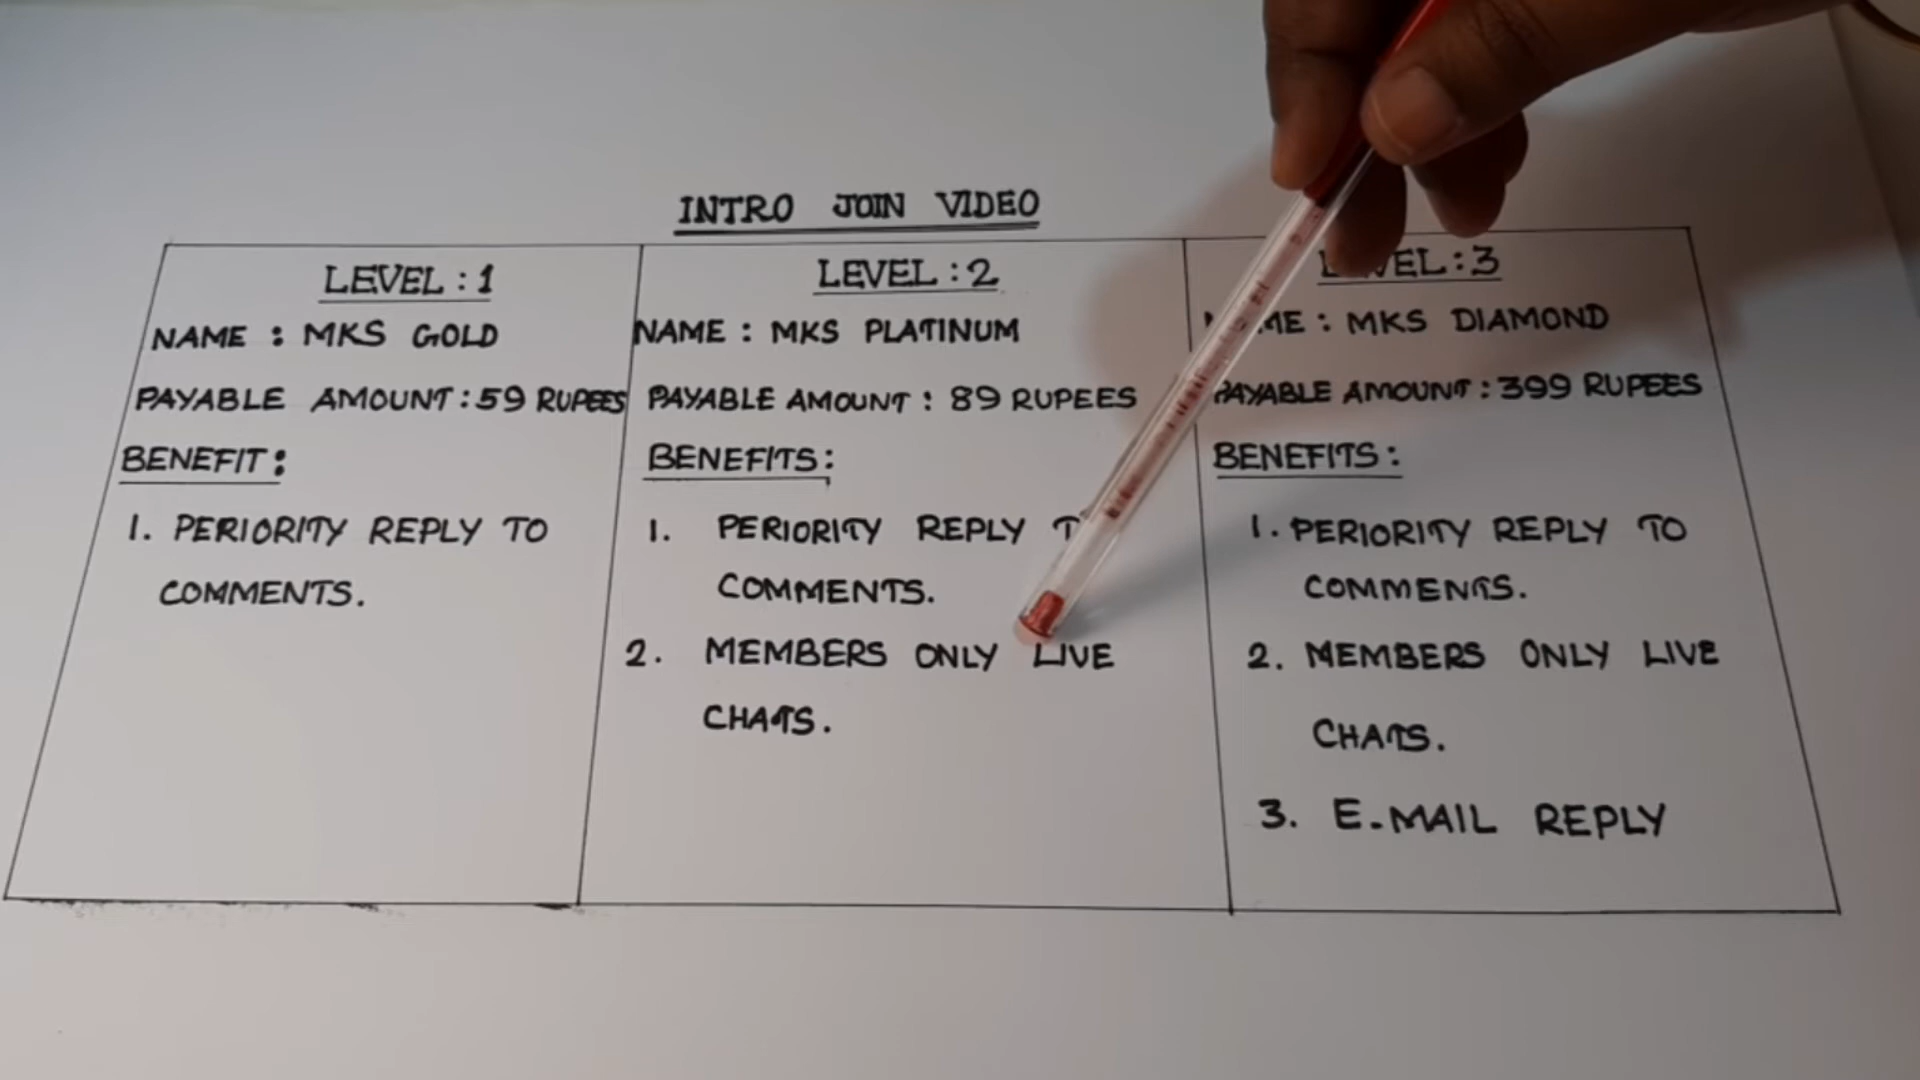 INTRO JOIN VIDEO
LEVEL : 1
NAME : MKS GOLD
PAYABLE AMOUNT : 59 RUPEES
BENEFIT :
1. PERIORITY REPLY TO
COMMENTS.
LEVEL : 2
NAME : MKS PLATINUM
PAYABLE AMOUNT : 89 RUPEES
BENEFITS :
1. PERIORITY REPLY
COMMENTS.
2. MEMBERS ONLY LIVE
CHATS.
: 3
: MKS DIAMOND
PAYABLE AMOUNT : 399 RUPEES
BENEFITS :
1. PERIORITY REPLY TO
COMMENTS.
2. MEMBERS ONLY LIVE
CHATS.
3. E-MAIL REPLY